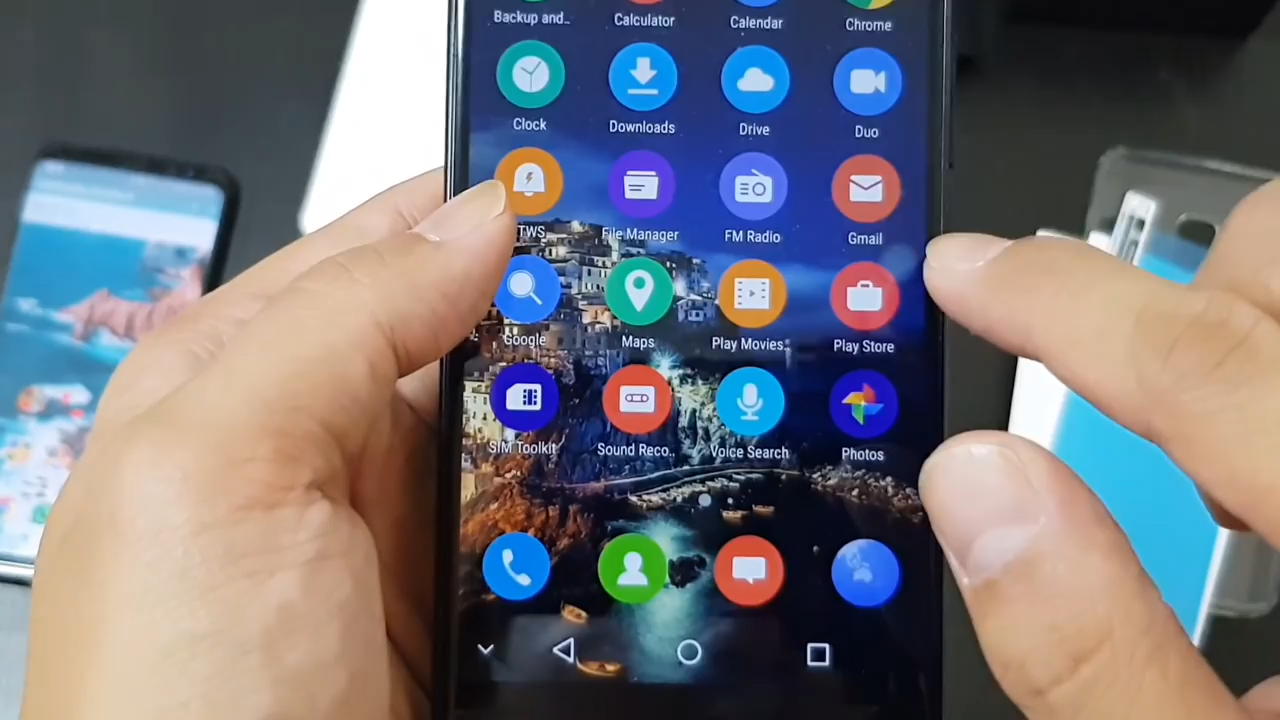 Backup and..
Calculator
Calendar
Chrome
Clock
Downloads
Drive
Duo
TWS
File Manager
FM Radio
Gmail
Google
Maps
Play Movies..
Play Store
SIM Toolkit
Sound Reco..
Voice Search
Photos